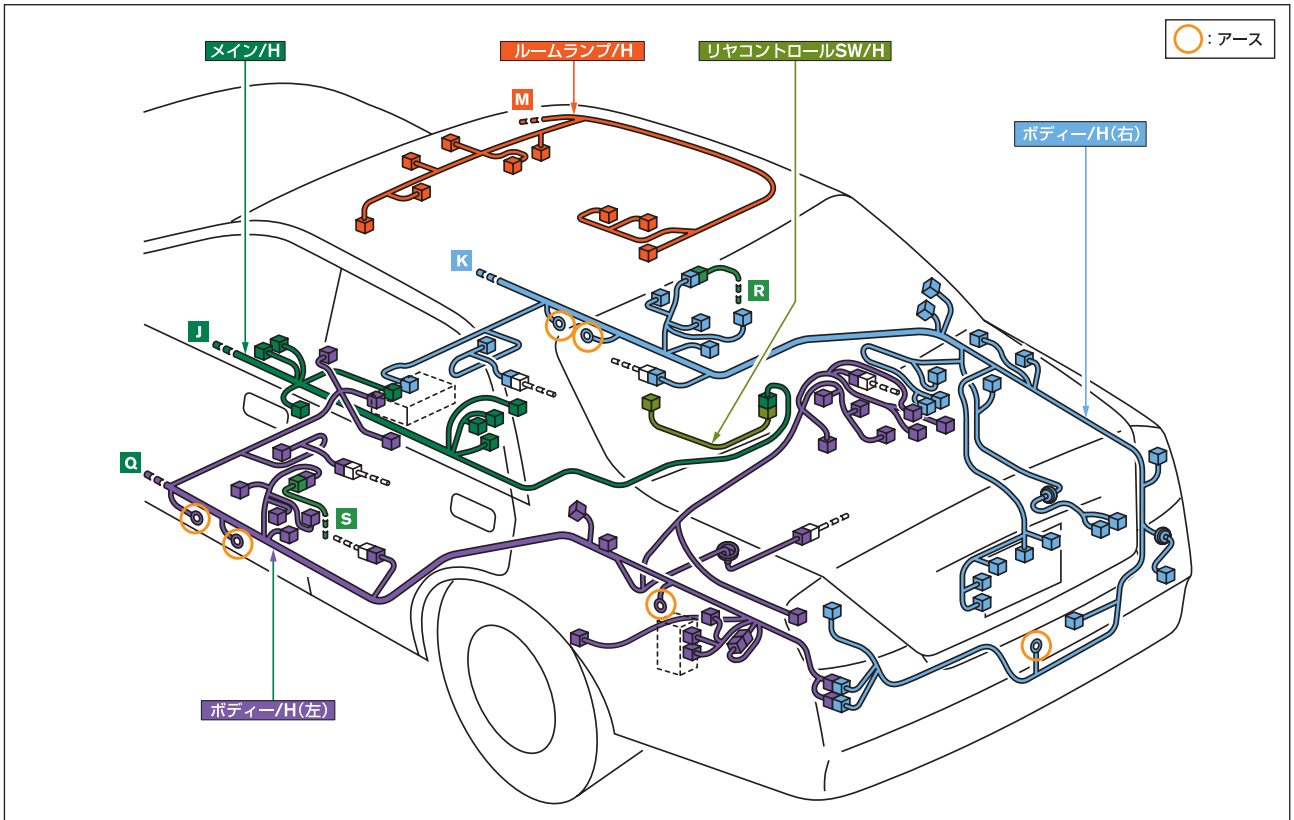 メイン/H
ルームランプ/H
リヤコントロールSW/H
：アース
M
ボディー/H(右)
K
R
J
Q
S
ボディー/H(左)